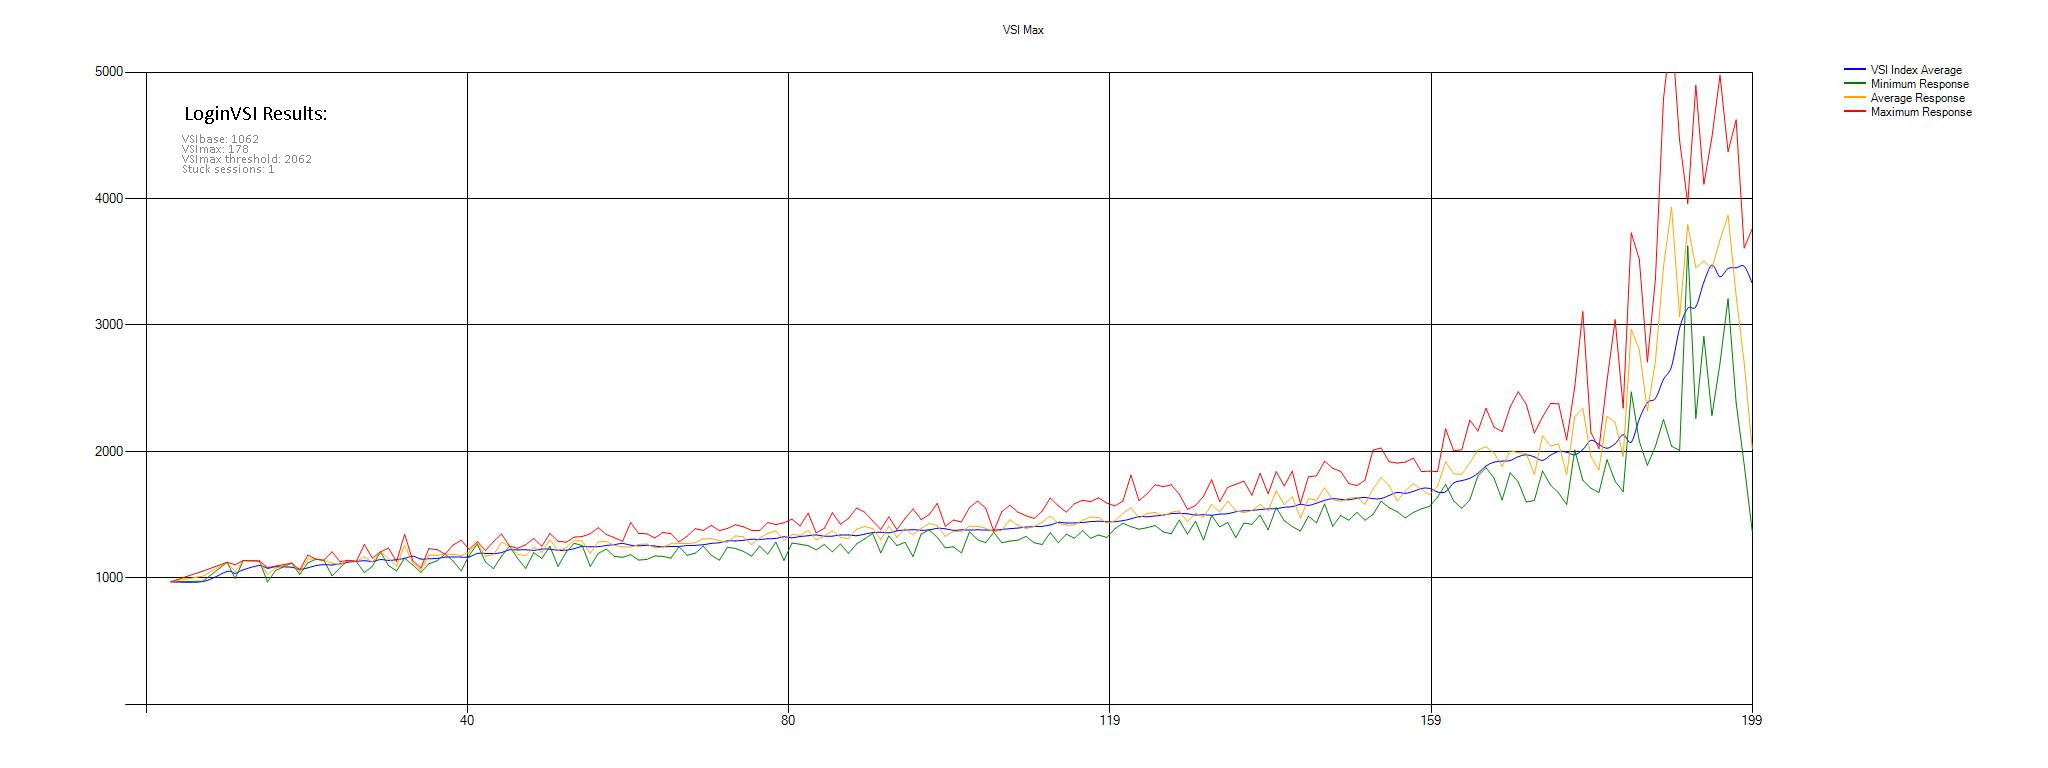 VSI Max
5000
4000
3000
2000
1000
LoginVSI Results:
VSIbase: 1062
VSImax: 178
VSImax threshold: 2062
Stuck sessions: 1
VSI Index Average
Minimum Response
Average Response
Maximum Response
40
80
119
159
199